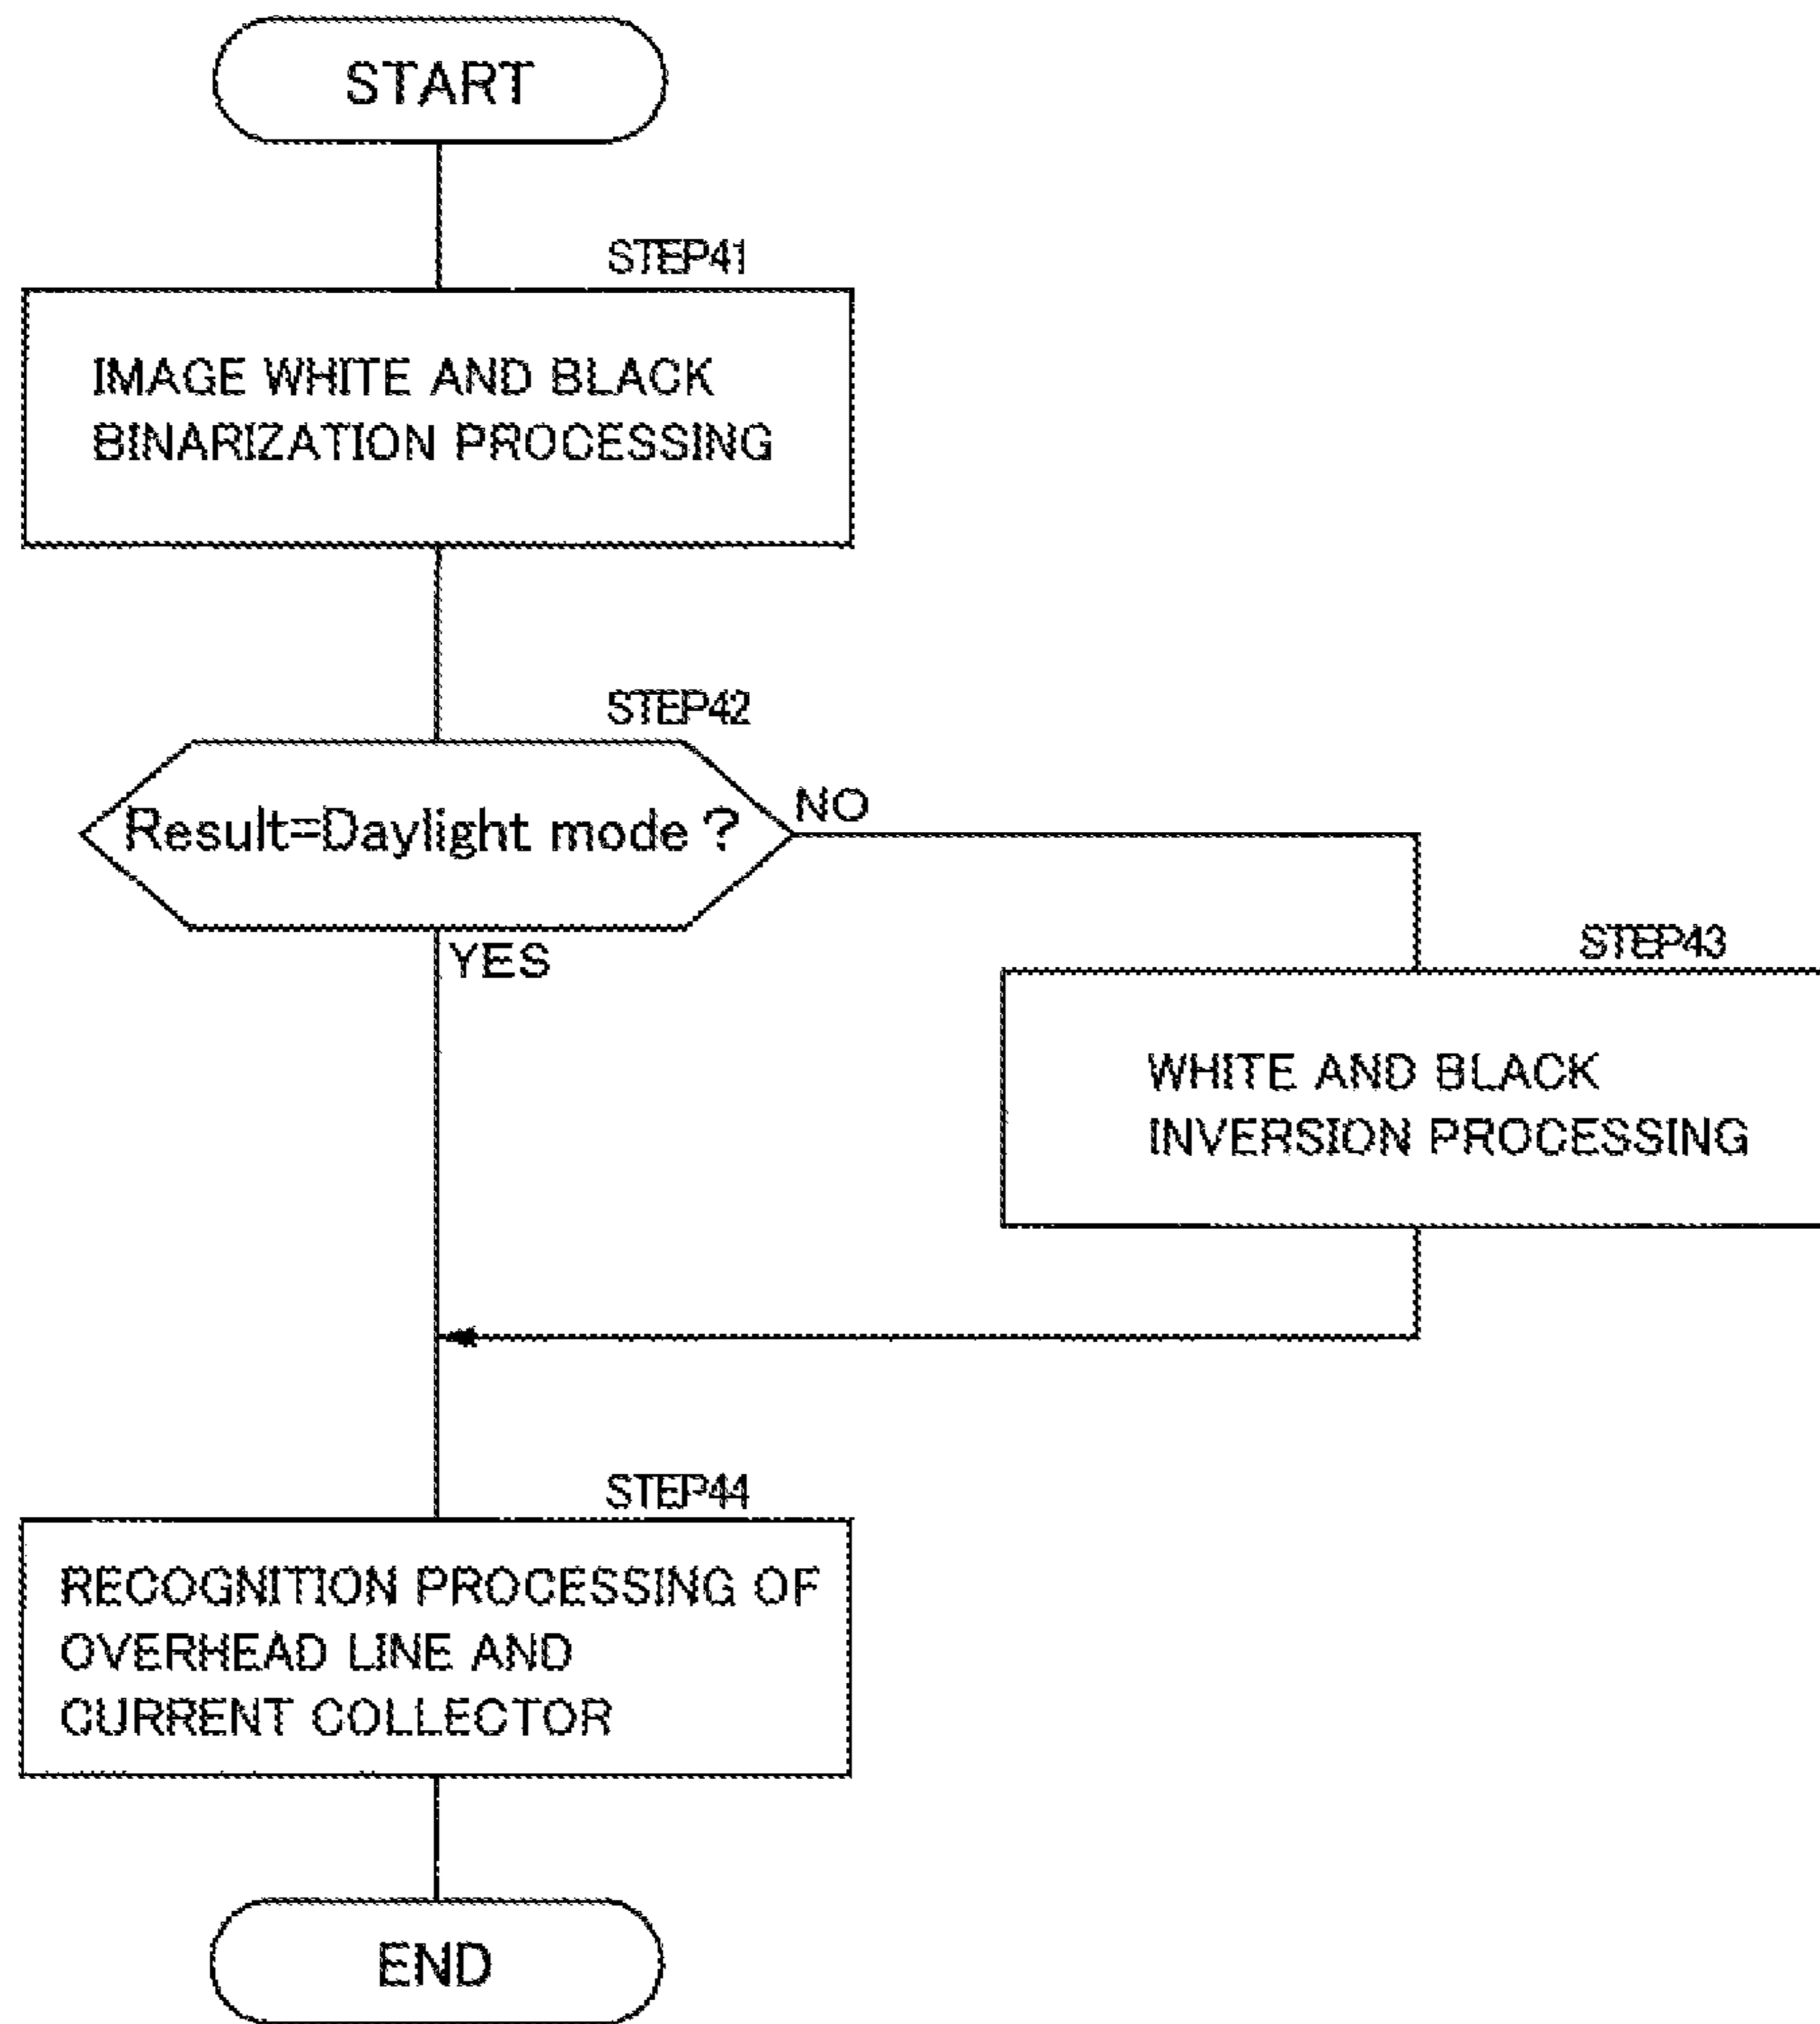 START
STEP41
IMAGE WHITE AND BLACK
BINARIZATION PROCESSING
STEP42
Result=Daylight mode ?
NO
YES
STEP43
WHITE AND BLACK
INVERSION PROCESSING
STEP44
RECOGNITION PROCESSING OF
OVERHEAD LINE AND
CURRENT COLLECTOR
END